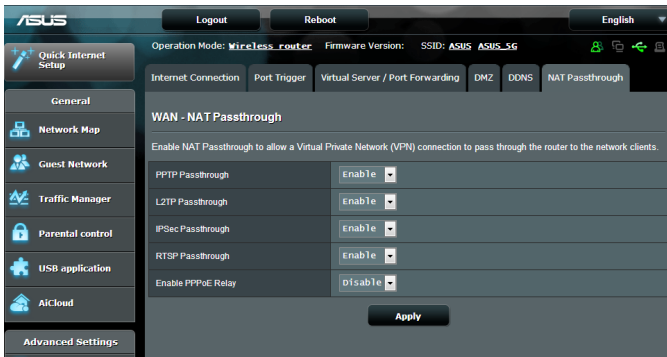 ASUS
Logout
Reboot
English
Quick Internet
Setup
General
Network Map
Guest Network
Traffic Manager
Parental control
USB application
AiCloud
Advanced Settings
Operation Mode: Wireless router Firmware Version: SSID: ASUS ASUS_5G
Internet Connection
Port Trigger
Virtual Server / Port Forwarding
DMZ
DDNS
NAT Passthrough
WAN - NAT Passthrough
Enable NAT Passthrough to allow a Virtual Private Network (VPN) connection to pass through the router to the network clients.
PPTP Passthrough Enable
L2TP Passthrough Enable
IPSec Passthrough Enable
RTSP Passthrough Enable
Enable PPPoE Relay Disable
Apply